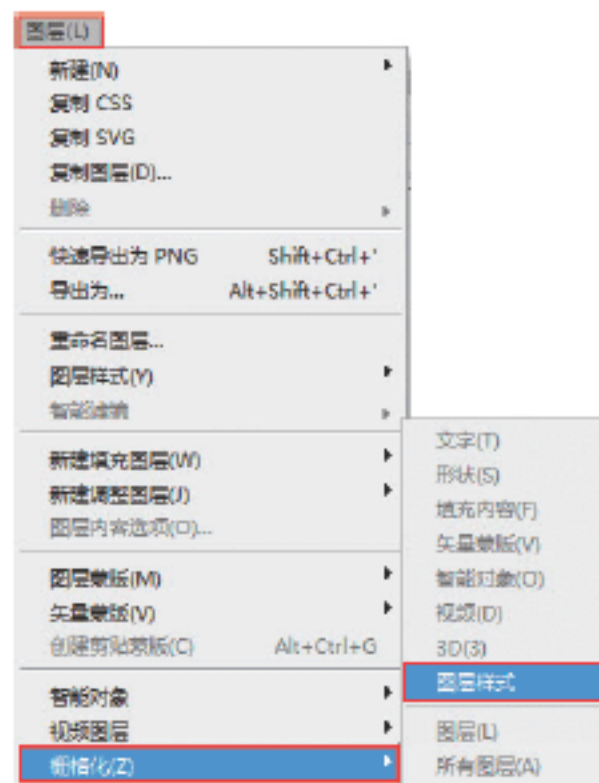 图层(L)
新建(N)
复制 CSS
复制 SVG
复制图层(D)...
删除
快速导出为 PNG Shift+Ctrl+'
导出为... Alt+Shift+Ctrl+'
重命名图层...
图层样式(Y)
智能滤镜
新建填充图层(W)
新建调整图层(J)
图层内容选项(O)...
图层蒙版(M)
矢量蒙版(V)
创建剪贴蒙版(C) Alt+Ctrl+G
智能对象
视频图层
栅格化(Z)
文字(T)
形状(S)
填充内容(F)
矢量蒙版(V)
智能对象(O)
视频(D)
3D(3)
图层样式
图层(L)
所有图层(A)